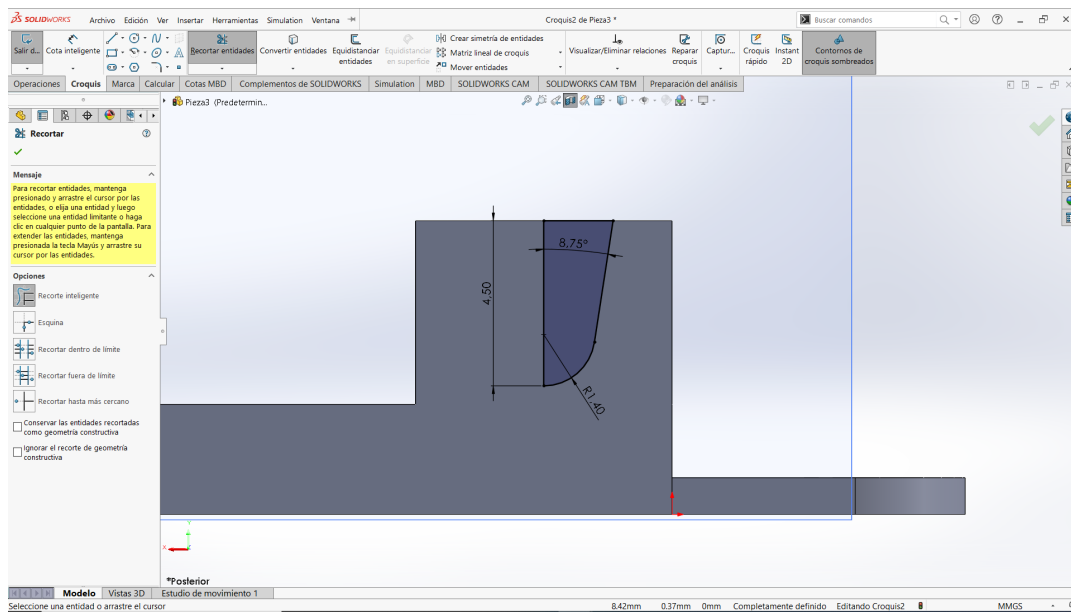 SOLIDWORKS Archivo Edición Ver Insertar Herramientas Simulation Ventana Croquis2 de Pieza3 * Buscar comandos
Salir d... Cota inteligente Recortar entidades Convertir entidades Equidistanciar entidades Equidistanciar en superficie Crear simetría de entidades Matriz lineal de croquis Mover entidades Visualizar/Eliminar relaciones Reparar croquis Captur... Croquis rápido Instant 2D Contornos de croquis sombreados
Operaciones Croquis Marca Calcular Cotas MBD Complementos de SOLIDWORKS Simulation MBD SOLIDWORKS CAM SOLIDWORKS CAM TBM Preparación del análisis
Pieza3 (Predetermin...
Recortar
Mensaje
Para recortar entidades, mantenga
presionado y arrastre el cursor por las
entidades, o elija una entidad y luego
seleccione una entidad limitante o haga
clic en cualquier punto de la pantalla. Para
extender las entidades, mantenga
presionada la tecla Mayús y arrastre su
cursor por las entidades.
Opciones
Recorte inteligente
Esquina
Recortar dentro de límite
Recortar fuera de límite
Recortar hasta más cercano
Conservar las entidades recortadas
como geometría constructiva
Ignorar el recorte de geometría
constructiva
8,75°
4,50
R1,40
Y
X
*Posterior
Modelo Vistas 3D Estudio de movimiento 1
Seleccione una entidad o arrastre el cursor 8.42mm 0.37mm 0mm Completamente definido Editando Croquis2 MMGS